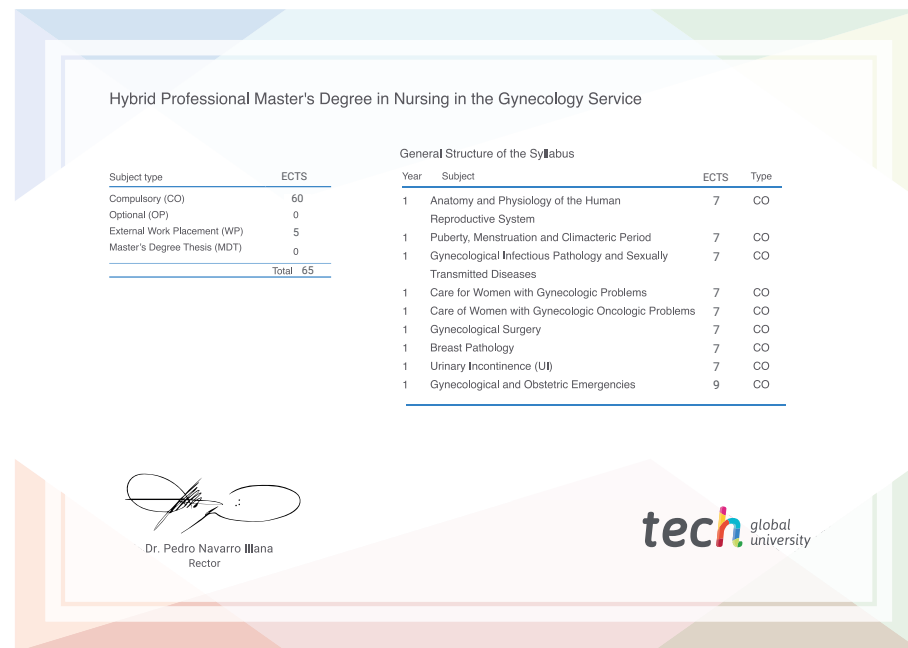 Hybrid Professional Master's Degree in Nursing in the Gynecology Service
Subject type ECTS
Compulsory (CO) 60
Optional (OP) 0
External Work Placement (WP) 5
Master's Degree Thesis (MDT) 0
Total 65
General Structure of the Syllabus
Year Subject ECTS Type
1 Anatomy and Physiology of the Human 7 CO
Reproductive System
1 Puberty, Menstruation and Climacteric Period 7 CO
1 Gynecological Infectious Pathology and Sexually 7 CO
Transmitted Diseases
1 Care for Women with Gynecologic Problems 7 CO
1 Care of Women with Gynecologic Oncologic Problems 7 CO
1 Gynecological Surgery 7 CO
1 Breast Pathology 7 CO
1 Urinary Incontinence (UI) 7 CO
1 Gynecological and Obstetric Emergencies 9 CO
Dr. Pedro Navarro Illana
Rector
tech global
university